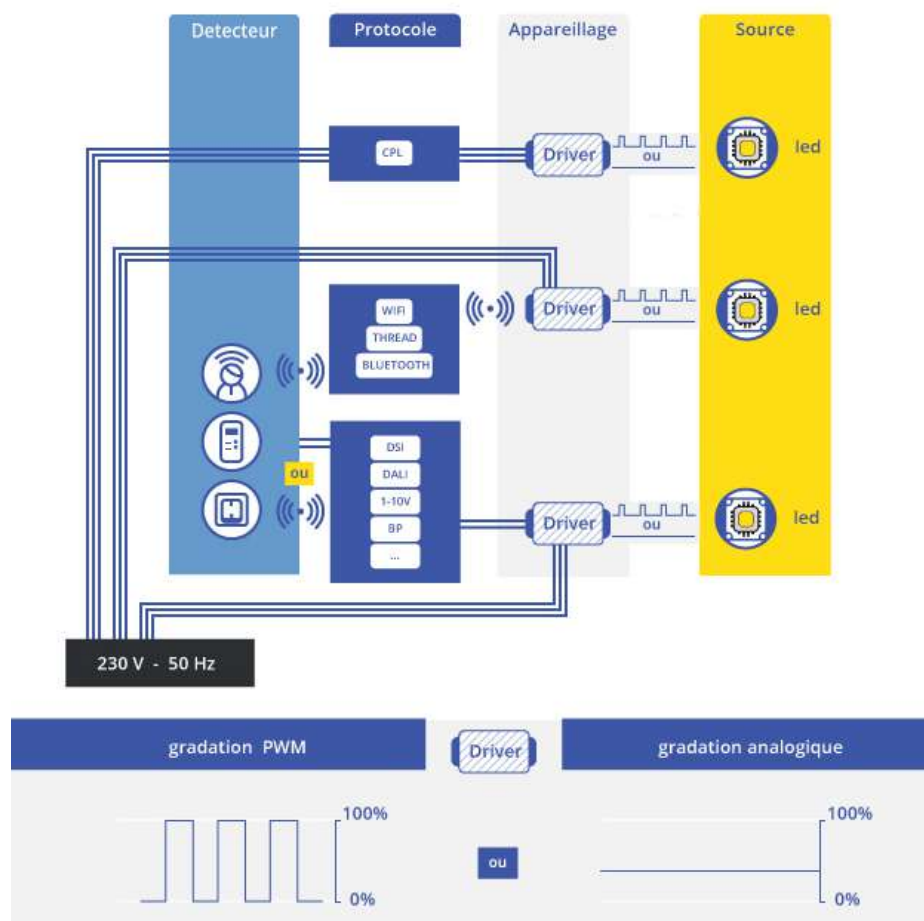 Detecteur
Protocole
Appareillage
Source
CPL
Driver
ou
led
WIFI
THREAD
BLUETOOTH
Driver
ou
led
ou
DSI
DALI
1-10V
BP
...
Driver
ou
led
230 V - 50 Hz
gradation PWM
Driver
gradation analogique
100%
0%
ou
100%
0%